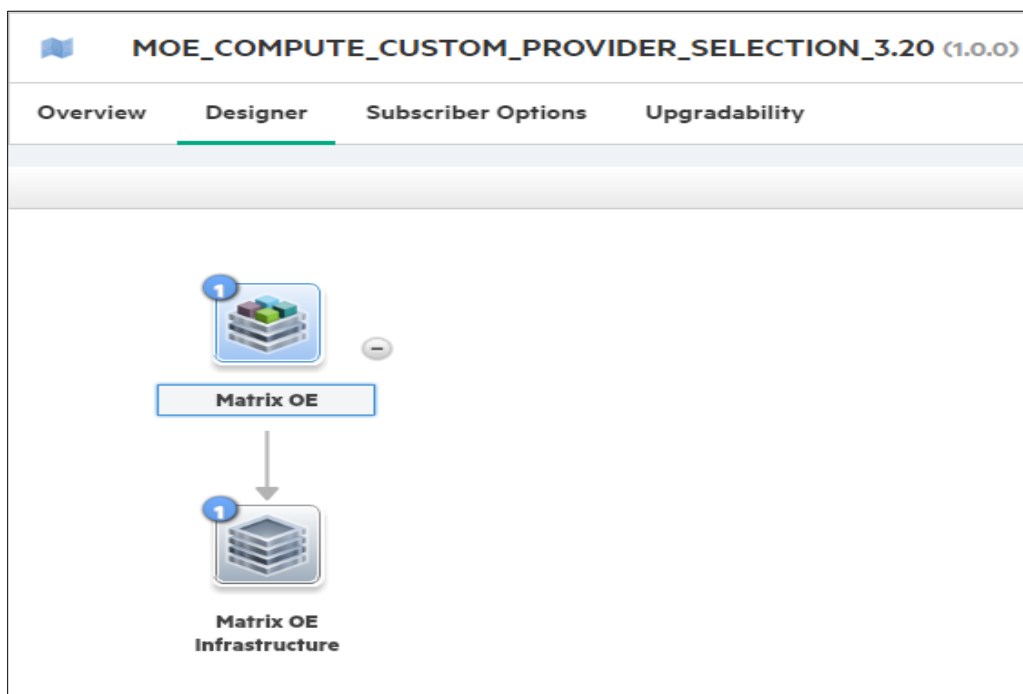 MOE_COMPUTE_CUSTOM_PROVIDER_SELECTION_3.20 (1.0.0)
Overview Designer Subscriber Options Upgradability
1
Matrix OE
1
Matrix OE
Infrastructure